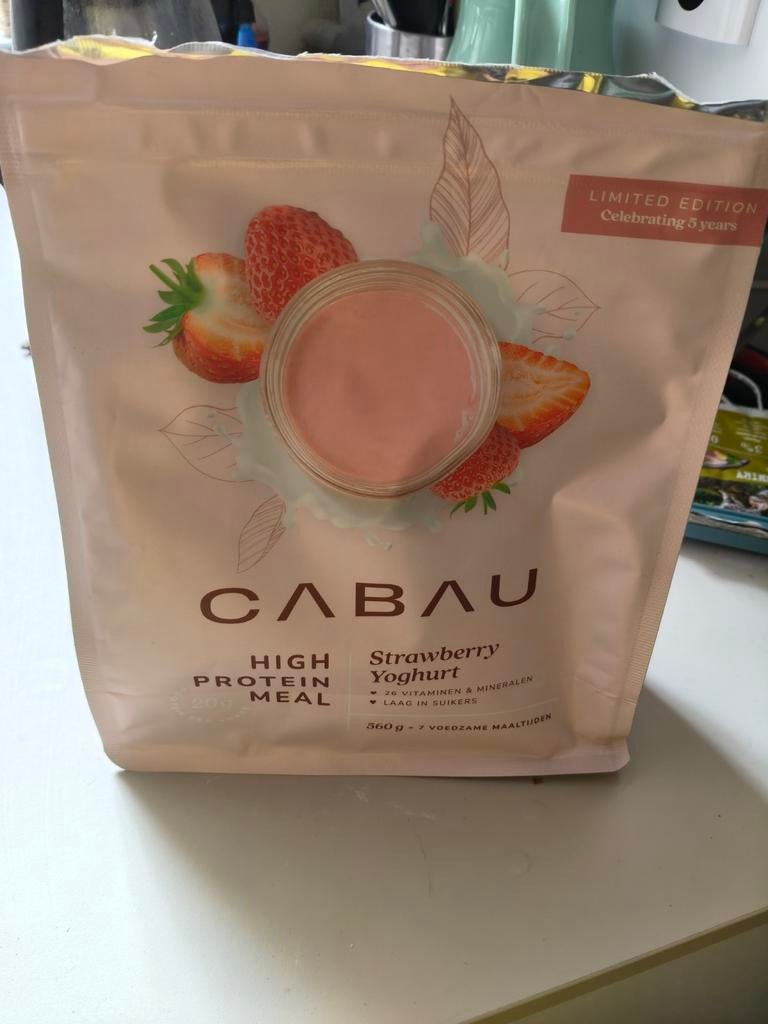 LIMITED EDITION
Celebrating 5 years
CABAU
HIGH
PROTEIN
MEAL
20g
Strawberry
Yoghurt
♥ 26 VITAMINEN & MINERALEN
♥ LAAG IN SUIKERS
560 g = 7 VOEDZAME MAALTIJDEN